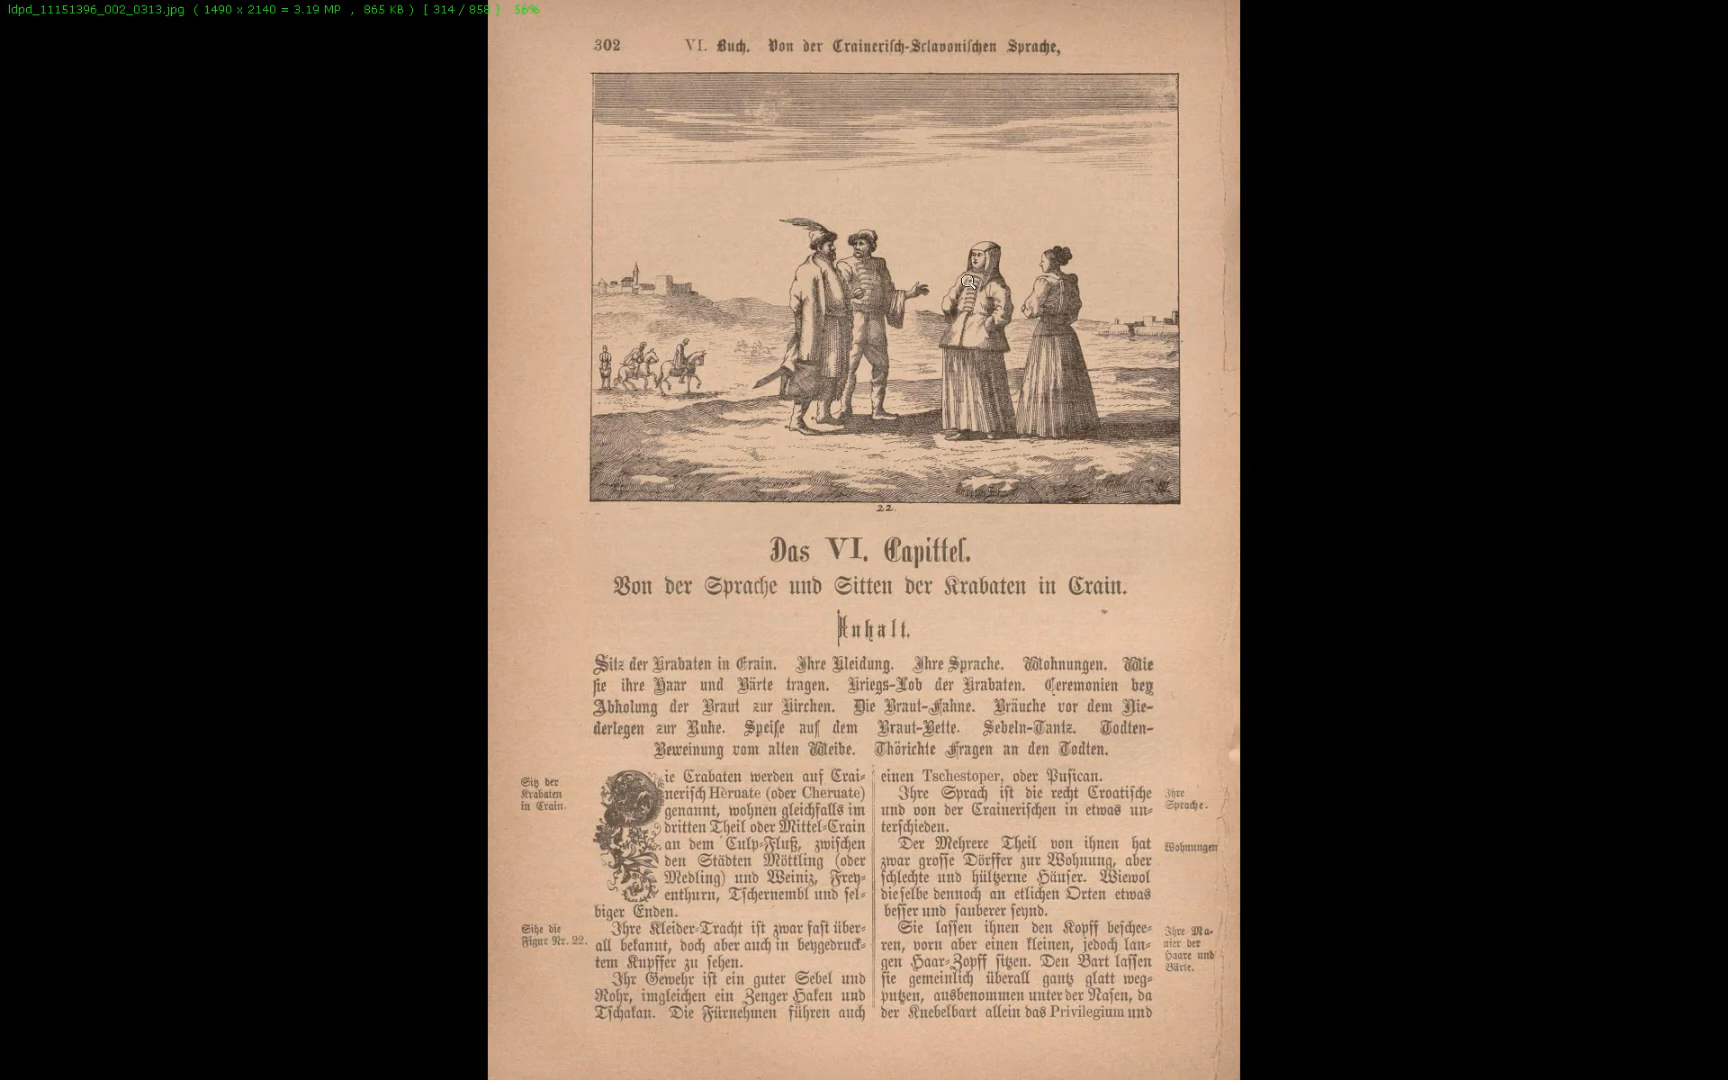 ldpd_11151396_002_0313.jpg ( 1490 x 2140 = 3.19 MP , 865 KB ) [ 314 / 858 ] 56%
302 VI. Buch. Von der Crainerisch-Sclavonischen Sprache,
22.
Das VI. Capittel.
Von der Sprache und Sitten der Krabaten in Crain.
Inhalt.
Sitz der Krabaten in Crain. Ihre Kleidung. Ihre Sprache. Wohnungen. Wie
sie ihre Haar und Bärte tragen. Kriegs-Lob der Krabaten. Ceremonien bey
Abholung der Braut zur Kirchen. Die Braut-Fahne. Bräuche vor dem Nie-
derlegen zur Ruhe. Speise auf dem Braut-Bette. Sebeln-Tantz. Todten-
Beweinung vom alten Weibe. Thörichte Fragen an den Todten.
Sitz der
Krabaten
in Crain.
Die Crabaten werden auf Crai-
nerisch Hèruate (oder Cheruate)
genannt, wohnen gleichfalls im
dritten Theil oder Mittel-Crain
an dem Culp-Fluß, zwischen
den Städten Möttling (oder
Medling) und Weiniz, Frey-
enthurn, Tschernembl und sel-
biger Enden.
Sihe die
Figur Nr. 22.
Ihre Kleider-Tracht ist zwar fast über-
all bekannt, doch aber auch in beygedruck-
tem Kupffer zu sehen.
Ihr Gewehr ist ein guter Sebel und
Rohr, imgleichen ein Zenger Haken und
Tschakan. Die Fürnehmen führen auch
einen Tschestoper, oder Pusican.
Ihre Sprach ist die recht Croatische
und von der Crainerischen in etwas un-
terschieden.
Ihre
Sprache.
Der Mehrere Theil von ihnen hat
zwar grosse Dörffer zur Wohnung, aber
schlechte und hültzerne Häuser. Wiewol
dieselbe dennoch an etlichen Orten etwas
besser und sauberer seynd.
Wohnungen
Sie lassen ihnen den Kopff beschee-
ren, vorn aber einen kleinen, jedoch lan-
gen Haar-Zopff sitzen. Den Bart lassen
sie gemeinlich überall gantz glatt weg-
putzen, ausbenommen unter der Nasen, da
der Knebelbart allein das Privilegium und
Ihre Ma-
nier der
Haare und
Bärte.